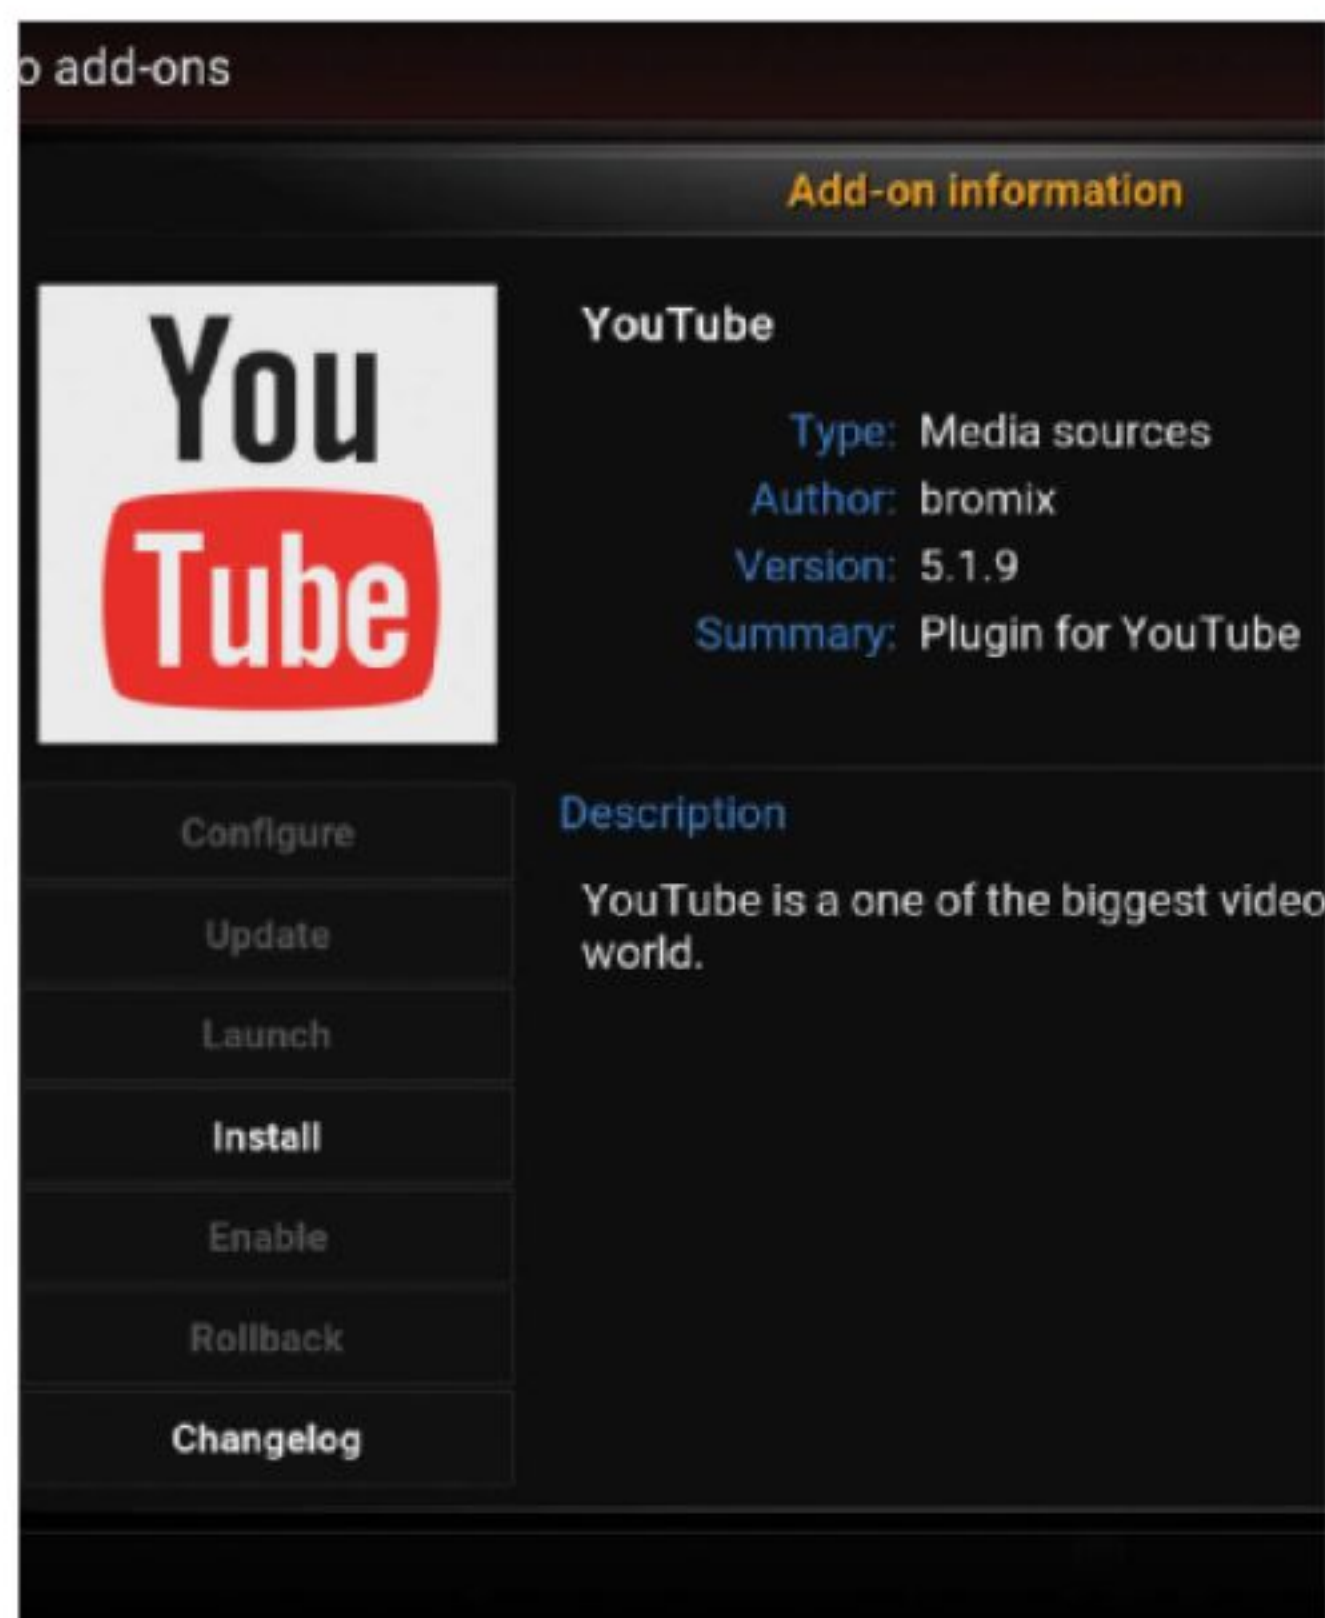 o add-ons
Add-on information
You
Tube
YouTube
Type: Media sources
Author: bromix
Version: 5.1.9
Summary: Plugin for YouTube
Configure
Update
Launch
Install
Enable
Rollback
Changelog
Description
YouTube is a one of the biggest video
world.